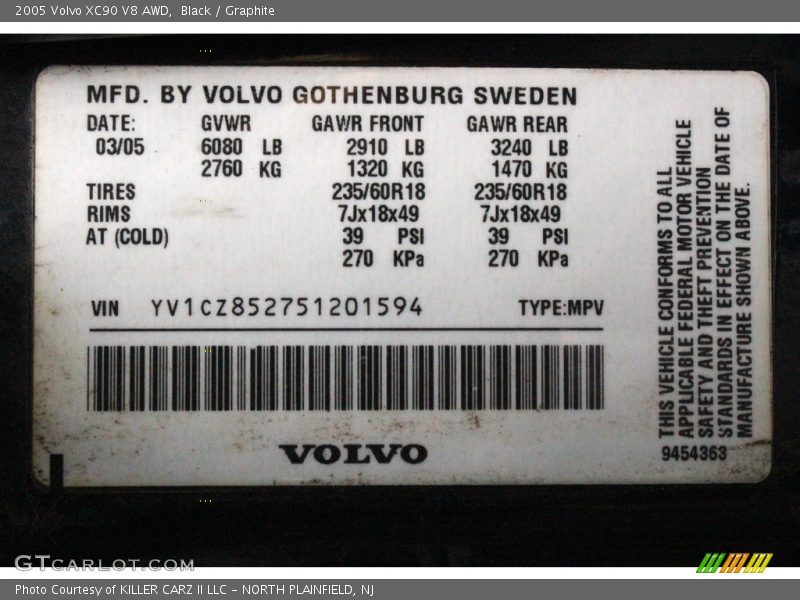 2005 Volvo XC90 V8 AWD, Black / Graphite
MFD. BY VOLVO GOTHENBURG SWEDEN
DATE: GVWR GAWR FRONT GAWR REAR
03/05 6080 LB 2910 LB 3240 LB
2760 KG 1320 KG 1470 KG
TIRES 235/60R18 235/60R18
RIMS 7Jx18x49 7Jx18x49
AT (COLD) 39 PSI 39 PSI
270 KPa 270 KPa
VIN YV1CZ852751201594 TYPE:MPV
VOLVO
THIS VEHICLE CONFORMS TO ALL
APPLICABLE FEDERAL MOTOR VEHICLE
SAFETY AND THEFT PREVENTION
STANDARDS IN EFFECT ON THE DATE OF
MANUFACTURE SHOWN ABOVE.
9454363
GTCARLOT.COM
Photo Courtesy of KILLER CARZ II LLC - NORTH PLAINFIELD, NJ